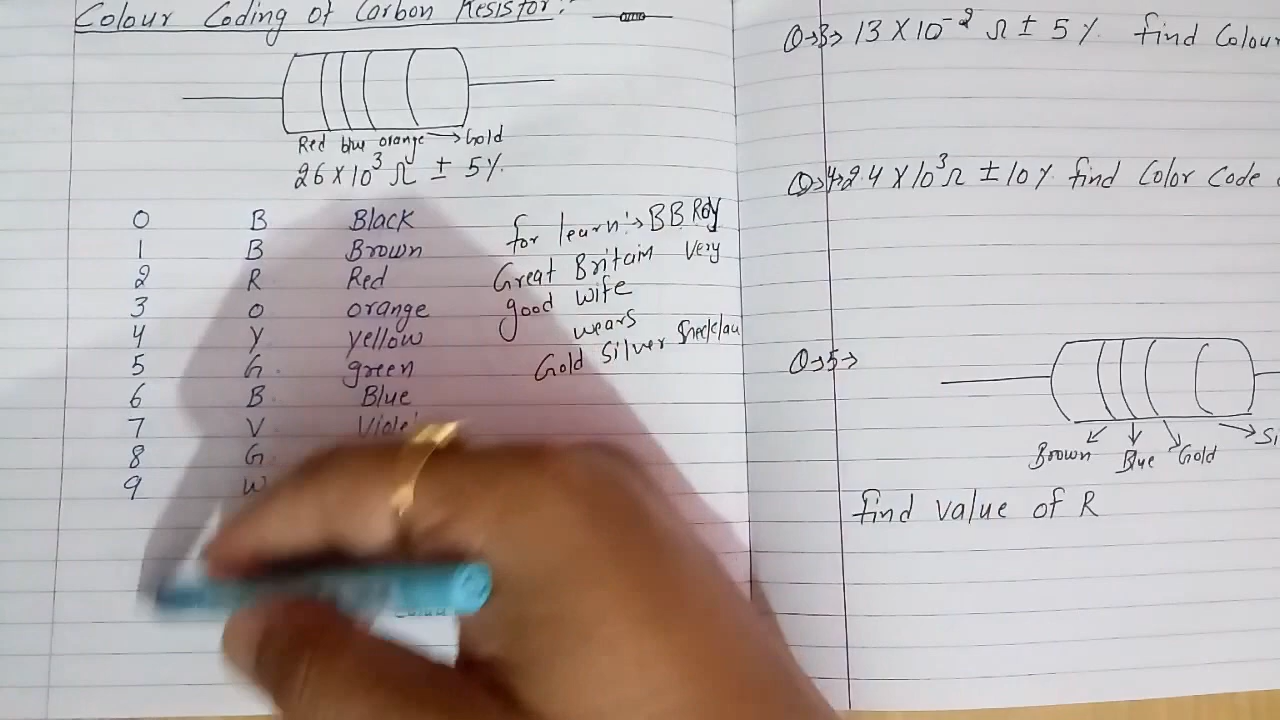 Colour Coding of Carbon Resistor:
Red blue orange → Gold
26 × 10³ Ω ± 5%
0 B Black
1 B Brown
2 R Red
3 O orange
4 Y yellow
5 G green
6 B Blue
7 V
8 G
9 W
for learn:→ BB Roy
Great Britain very
good wife
wears
Gold Silver
Q→3→ 13 × 10⁻² Ω ± 5% find Colour
Q→4→ 2.4 × 10³ Ω ± 10% find Color Code
Q→5→
Brown Blue Gold
find value of R